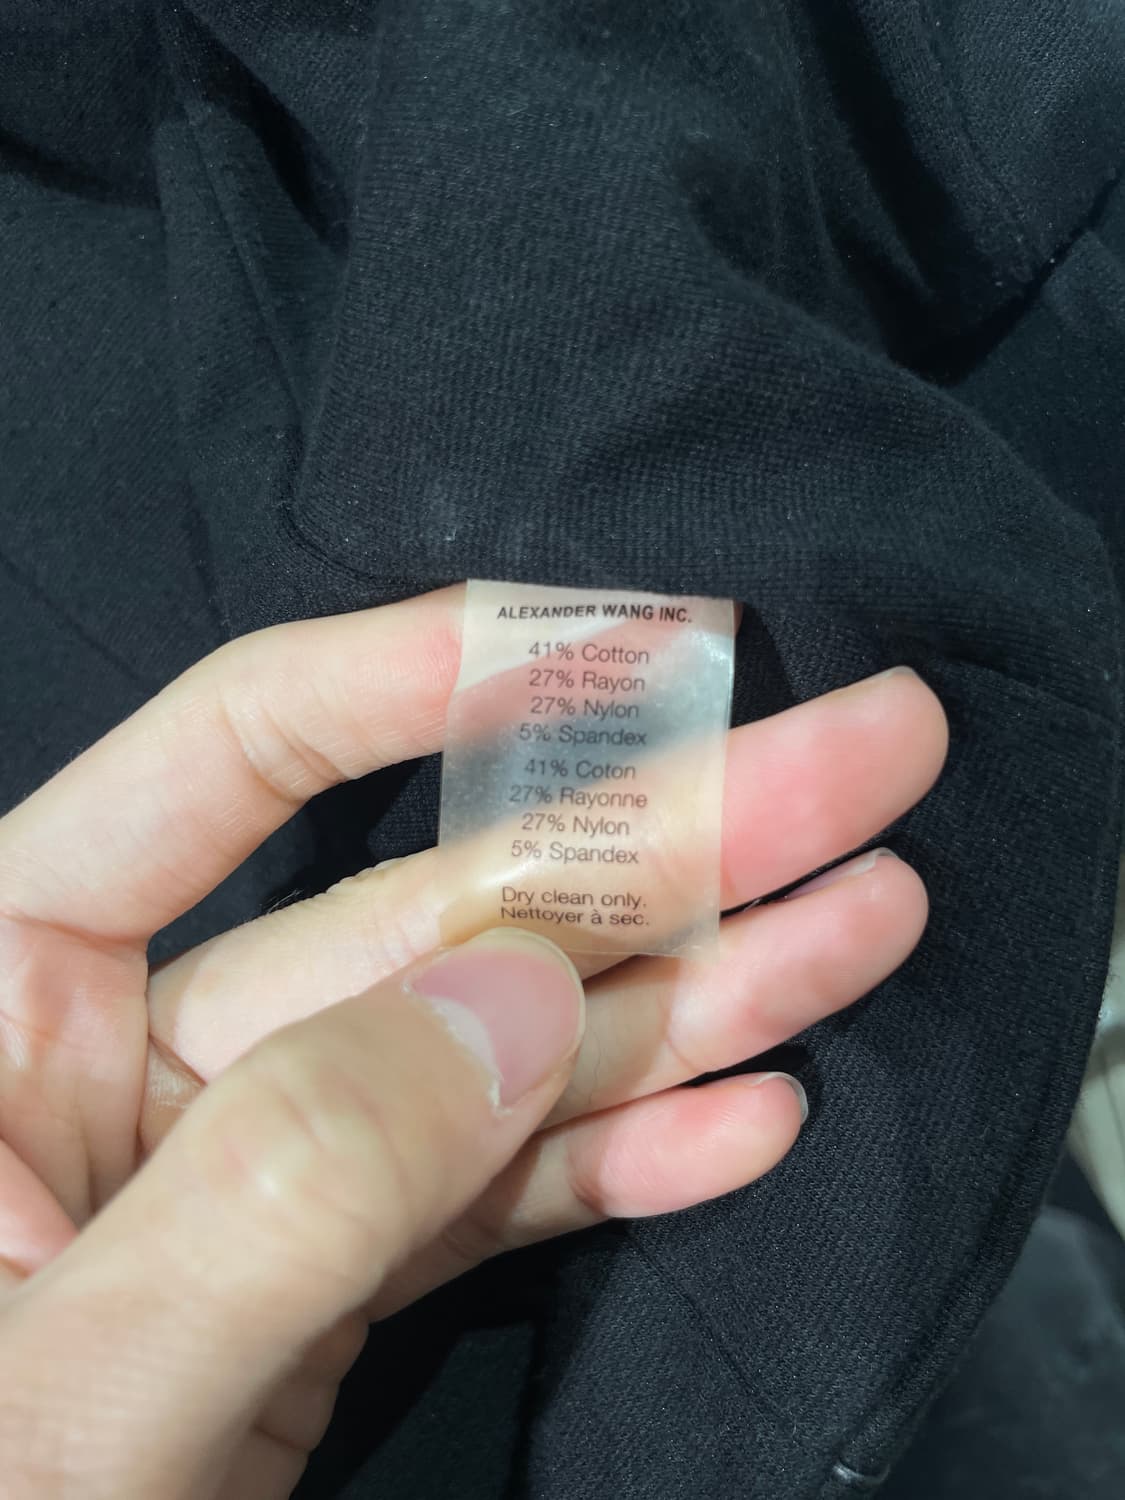 ALEXANDER WANG INC.
41% Cotton
27% Rayon
27% Nylon
5% Spandex
41% Coton
27% Rayonne
27% Nylon
5% Spandex
Dry clean only.
Nettoyer à sec.